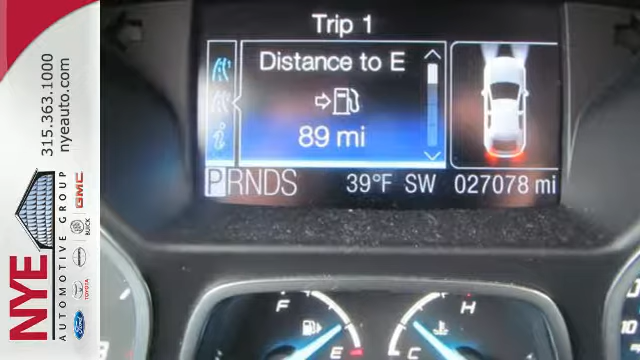 Trip 1
Distance to E
89 mi
PRNDS 39°F SW 027078 mi
F
E
H
C
315.363.1000
nyeauto.com
NYE
AUTOMOTIVE GROUP
GMC
BUICK
TOYOTA
Ford